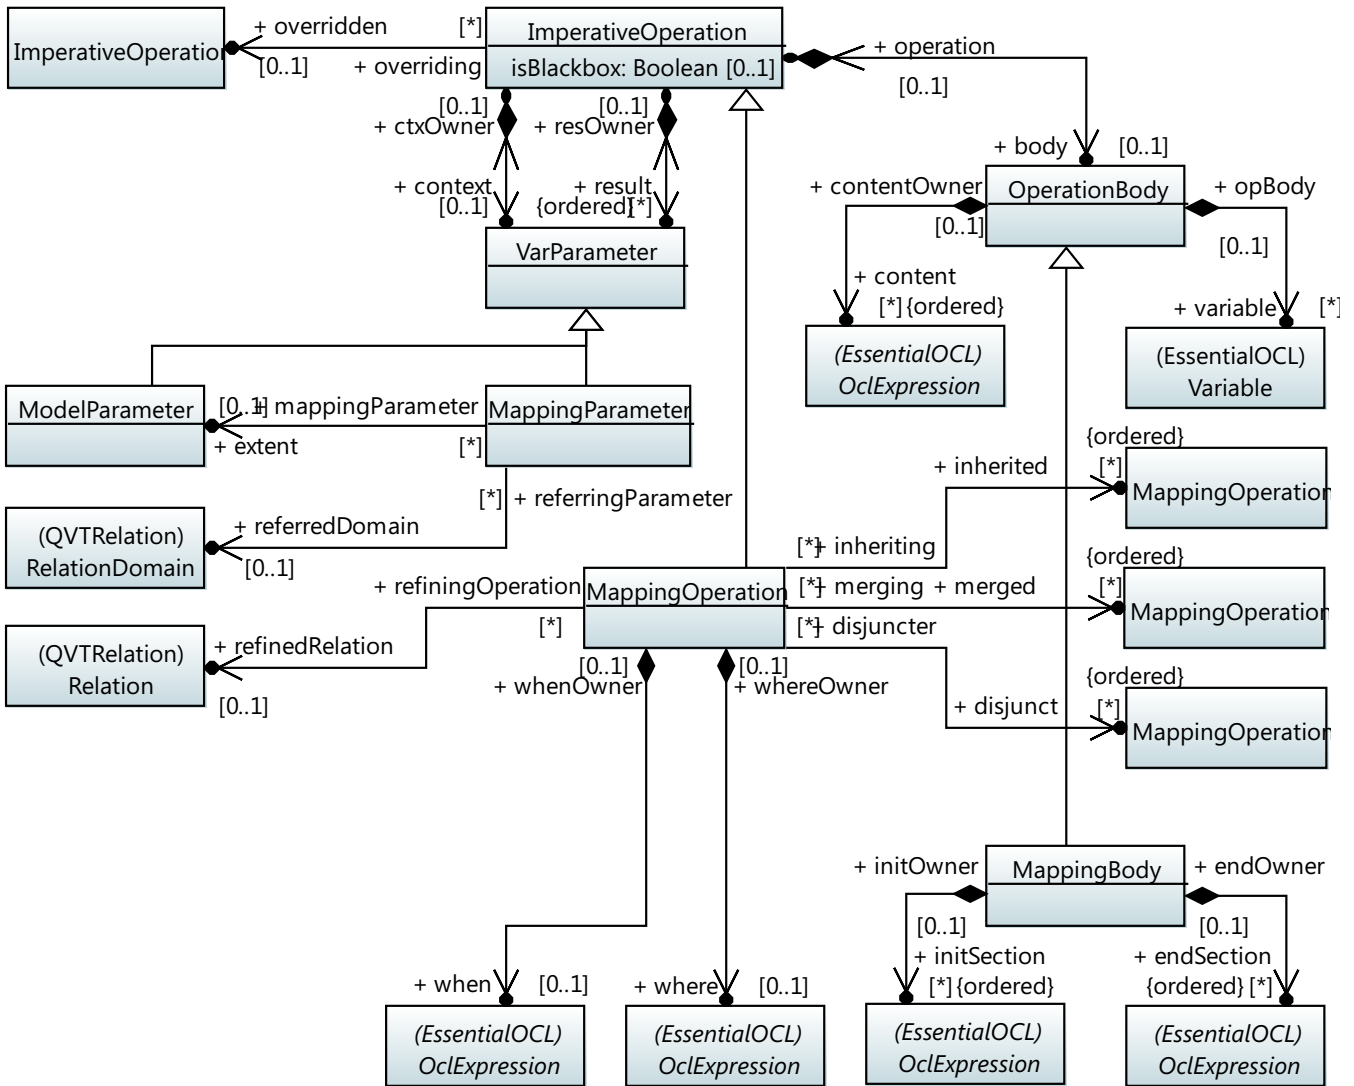 + overridden
[*]
ImperativeOperation
+ operation
ImperativeOperation
[0..1]
+ overriding
isBlackbox: Boolean [0..1]
[0..1]
[0..1]
[0..1]
+ ctxOwner
+ resOwner
+ body
[0..1]
+ context
+ result
[0..1]
{ordered}
[*]
+ contentOwner
OperationBody
+ opBody
[0..1]
[0..1]
VarParameter
+ content
[*]
{ordered}
+ variable
[*]
(EssentialOCL)
OclExpression
(EssentialOCL)
Variable
ModelParameter
[0..1]
+ mappingParameter
MappingParameter
+ extent
[*]
{ordered}
+ inherited
[*]
MappingOperation
[*]
+ referringParameter
+ referredDomain
(QVTRelation)
RelationDomain
[0..1]
[*]
+ inheriting
{ordered}
+ refiningOperation
MappingOperation
[*]
+ merging
+ merged
[*]
MappingOperation
[*]
[*]
+ disjuncter
+ refinedRelation
(QVTRelation)
Relation
[0..1]
[0..1]
[0..1]
+ whenOwner
+ whereOwner
{ordered}
+ disjunct
[*]
MappingOperation
+ initOwner
MappingBody
+ endOwner
[0..1]
[0..1]
+ initSection
+ endSection
+ when
[0..1]
+ where
[0..1]
[*]
{ordered}
{ordered}
[*]
(EssentialOCL)
OclExpression
(EssentialOCL)
OclExpression
(EssentialOCL)
OclExpression
(EssentialOCL)
OclExpression